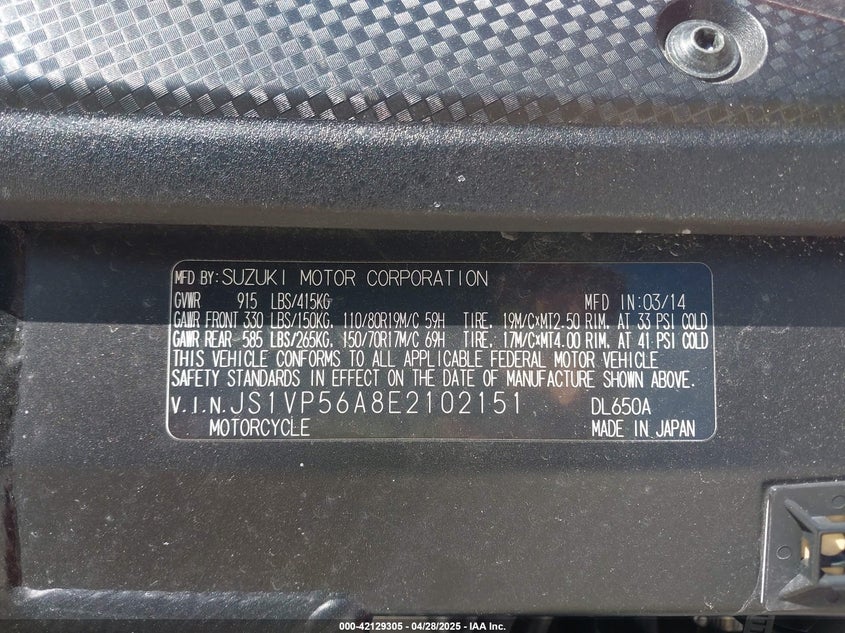 MFD BY: SUZUKI MOTOR CORPORATION
GVWR 915 LBS/415KG MFD IN: 03/14
GAWR FRONT 330 LBS/150KG. 110/80R19M/C 59H TIRE. 19M/C×MT2.50 RIM. AT 33 PSI COLD
GAWR REAR 585 LBS/265KG. 150/70R17M/C 69H TIRE. 17M/C×MT4.00 RIM. AT 41 PSI COLD
THIS VEHICLE CONFORMS TO ALL APPLICABLE FEDERAL MOTOR VEHICLE
SAFETY STANDARDS IN EFFECT ON THE DATE OF MANUFACTURE SHOWN ABOVE.
V.I.N. JS1VP56A8E2102151 DL650A
MOTORCYCLE MADE IN JAPAN
000-42129305 - 04/28/2025 - IAA Inc.